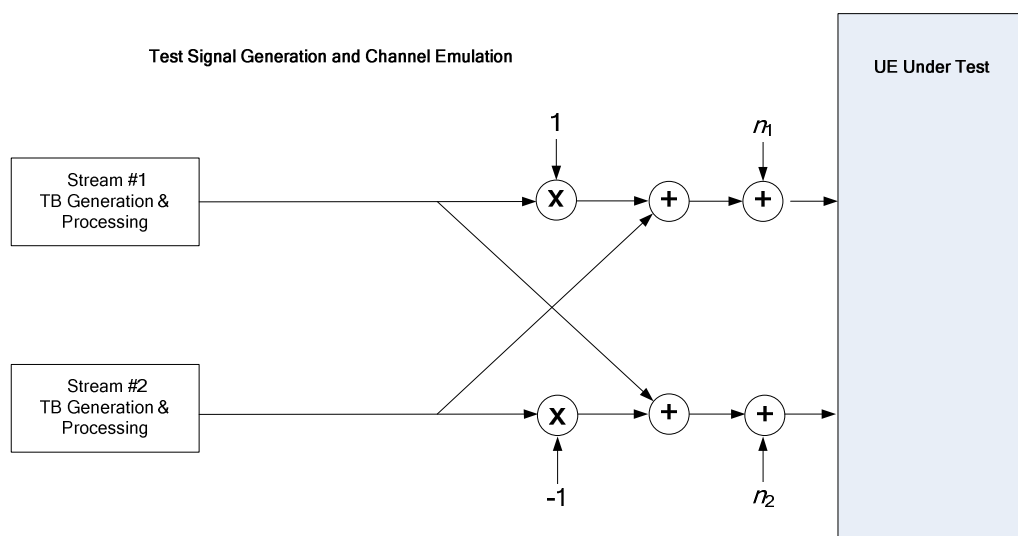 Test Signal Generation and Channel Emulation
UE Under Test
1
n1
Stream #1
TB Generation &
Processing
X
+
+
Stream #2
TB Generation &
Processing
X
+
+
-1
n2